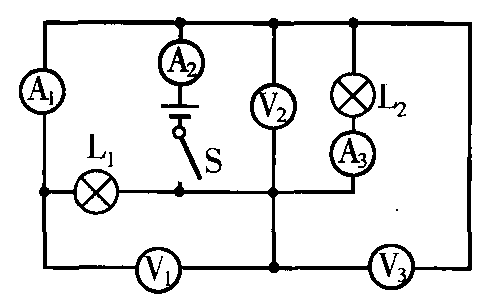 A₂
A₁
V₂
L₂
A₃
L₁
S
V₁
V₃